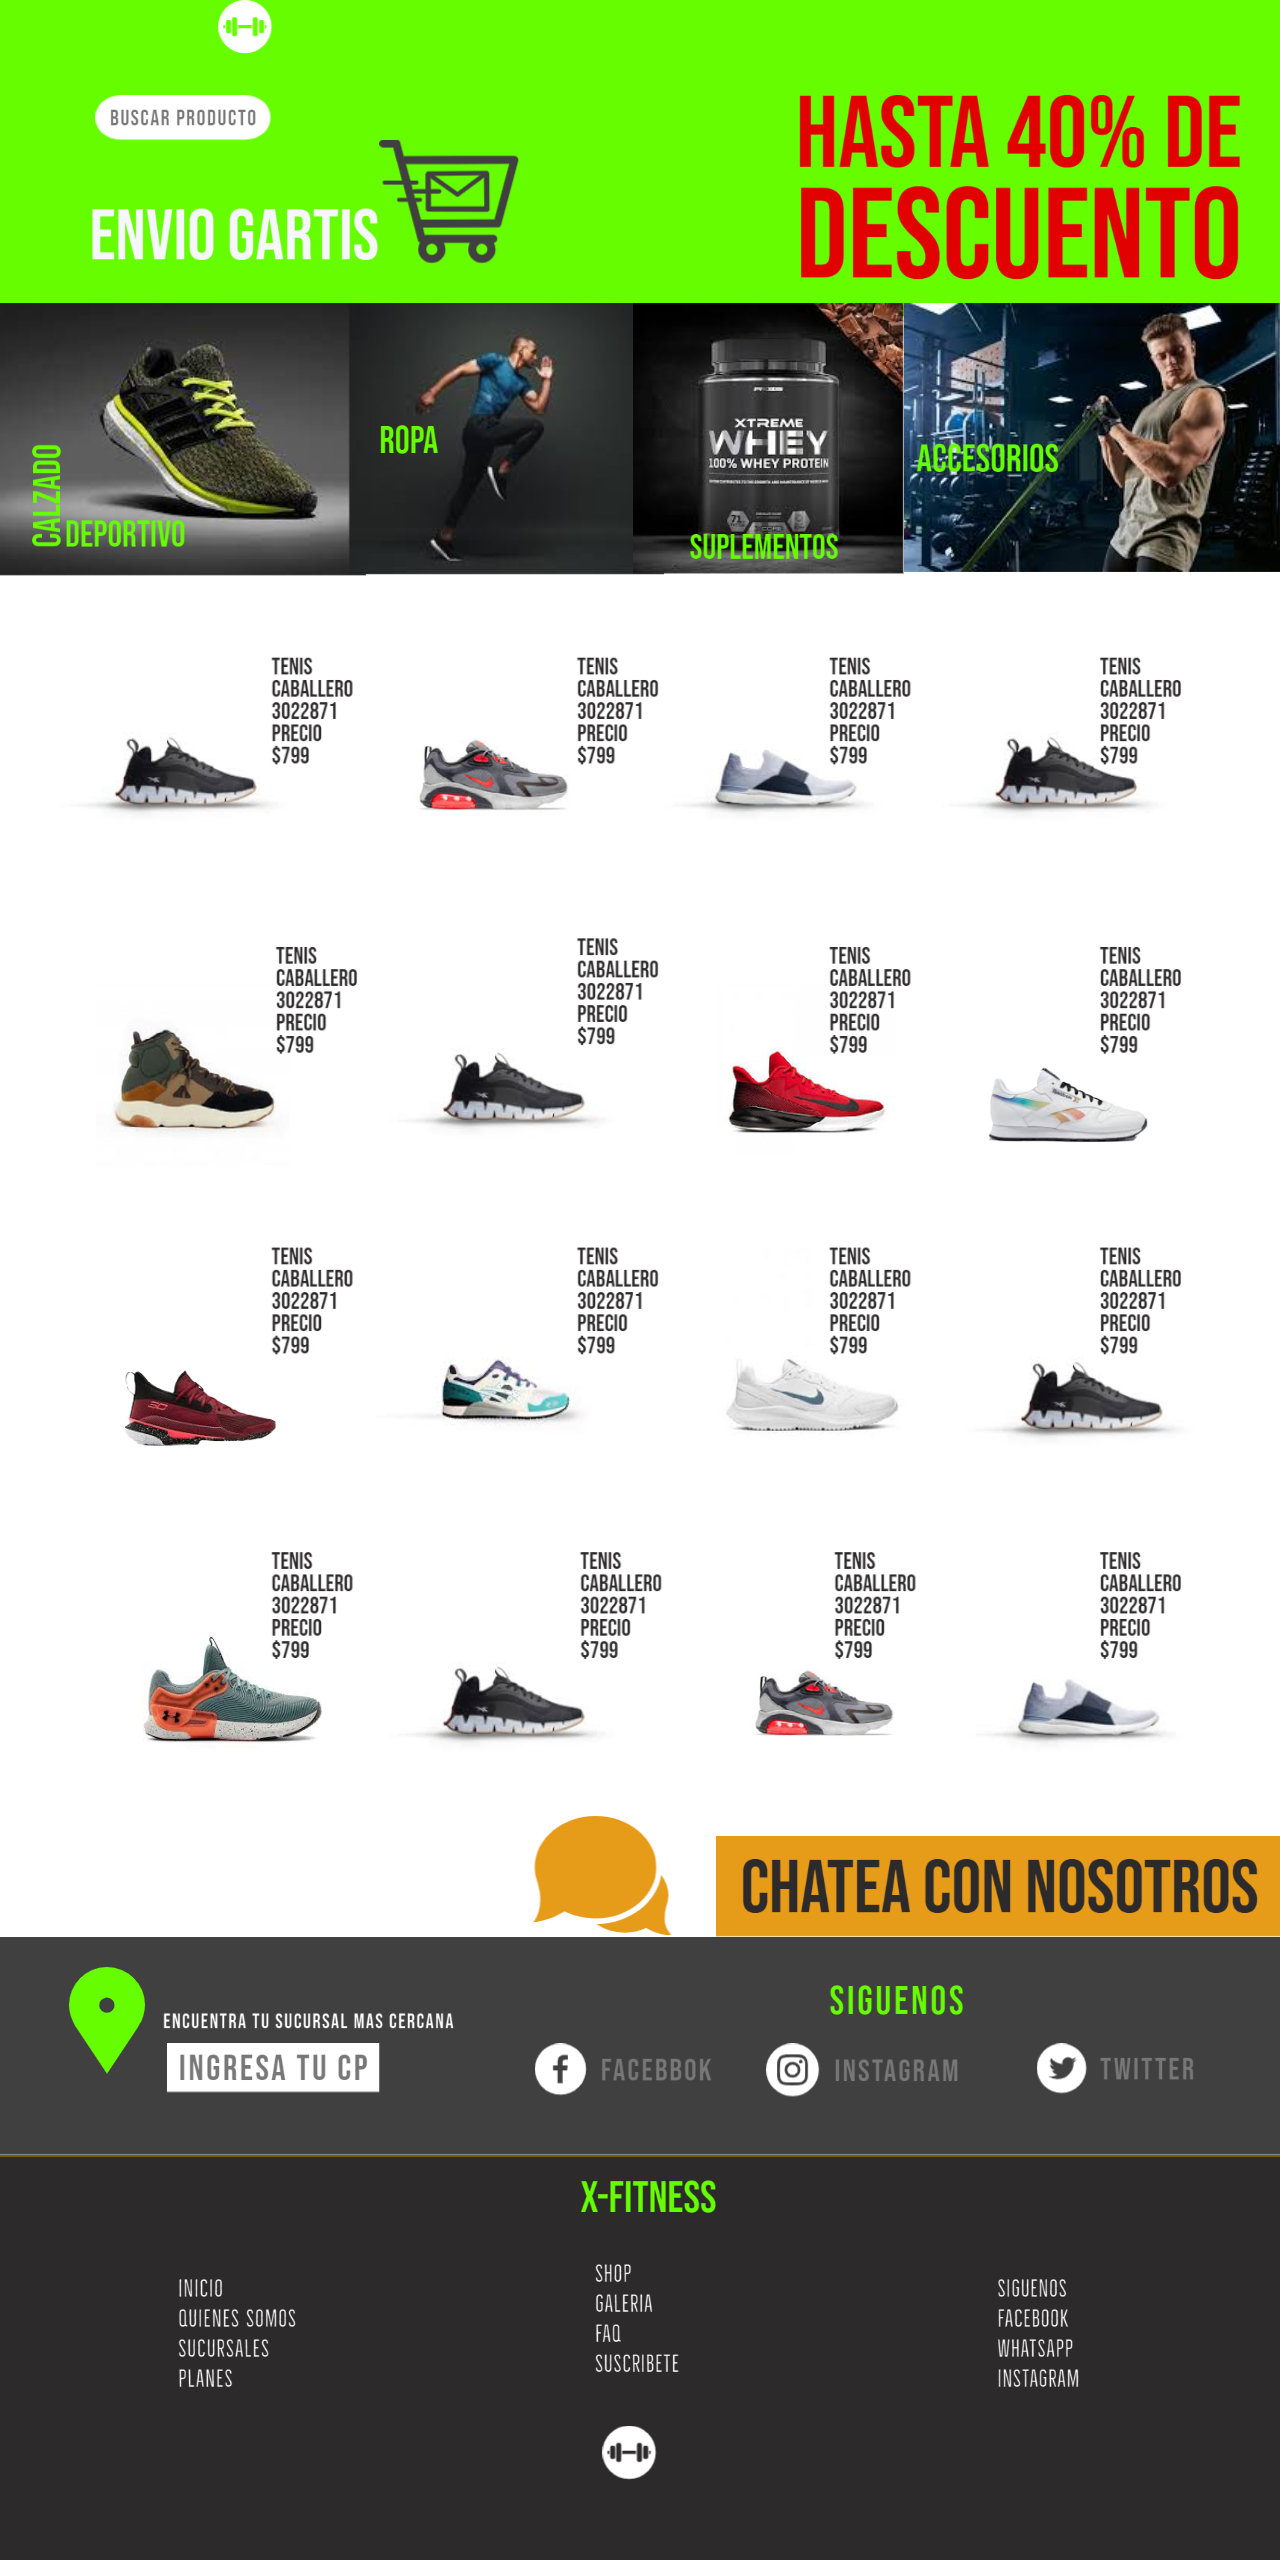 BUSCAR PRODUCTO
HASTA 40% DE
DESCUENTO
ENVIO GARTIS
CALZADO
DEPORTIVO
ROPA
XTREME
WHEY
100% WHEY PROTEIN
SUPLEMENTOS
ACCESORIOS
TENIS
CABALLERO
3022871
PRECIO
$799
TENIS
CABALLERO
3022871
PRECIO
$799
TENIS
CABALLERO
3022871
PRECIO
$799
TENIS
CABALLERO
3022871
PRECIO
$799
TENIS
CABALLERO
3022871
PRECIO
$799
TENIS
CABALLERO
3022871
PRECIO
$799
TENIS
CABALLERO
3022871
PRECIO
$799
TENIS
CABALLERO
3022871
PRECIO
$799
TENIS
CABALLERO
3022871
PRECIO
$799
TENIS
CABALLERO
3022871
PRECIO
$799
TENIS
CABALLERO
3022871
PRECIO
$799
TENIS
CABALLERO
3022871
PRECIO
$799
TENIS
CABALLERO
3022871
PRECIO
$799
TENIS
CABALLERO
3022871
PRECIO
$799
TENIS
CABALLERO
3022871
PRECIO
$799
TENIS
CABALLERO
3022871
PRECIO
$799
CHATEA CON NOSOTROS
ENCUENTRA TU SUCURSAL MAS CERCANA
INGRESA TU CP
SIGUENOS
FACEBBOK
INSTAGRAM
TWITTER
X-FITNESS
INICIO
QUIENES SOMOS
SUCURSALES
PLANES
SHOP
GALERIA
FAQ
SUSCRIBETE
SIGUENOS
FACEBOOK
WHATSAPP
INSTAGRAM